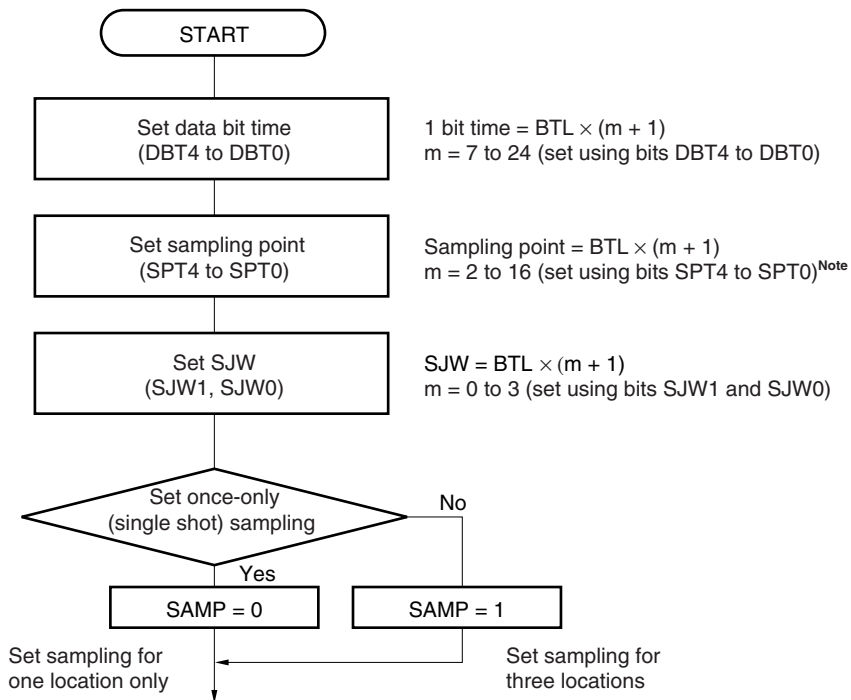 START
Set data bit time
(DBT4 to DBT0)
1 bit time = BTL × (m + 1)
m = 7 to 24 (set using bits DBT4 to DBT0)
Set sampling point
(SPT4 to SPT0)
Sampling point = BTL × (m + 1)
m = 2 to 16 (set using bits SPT4 to SPT0)Note
Set SJW
(SJW1, SJW0)
SJW = BTL × (m + 1)
m = 0 to 3 (set using bits SJW1 and SJW0)
Set once-only
(single shot) sampling
No
Yes
SAMP = 0
SAMP = 1
Set sampling for
one location only
Set sampling for
three locations